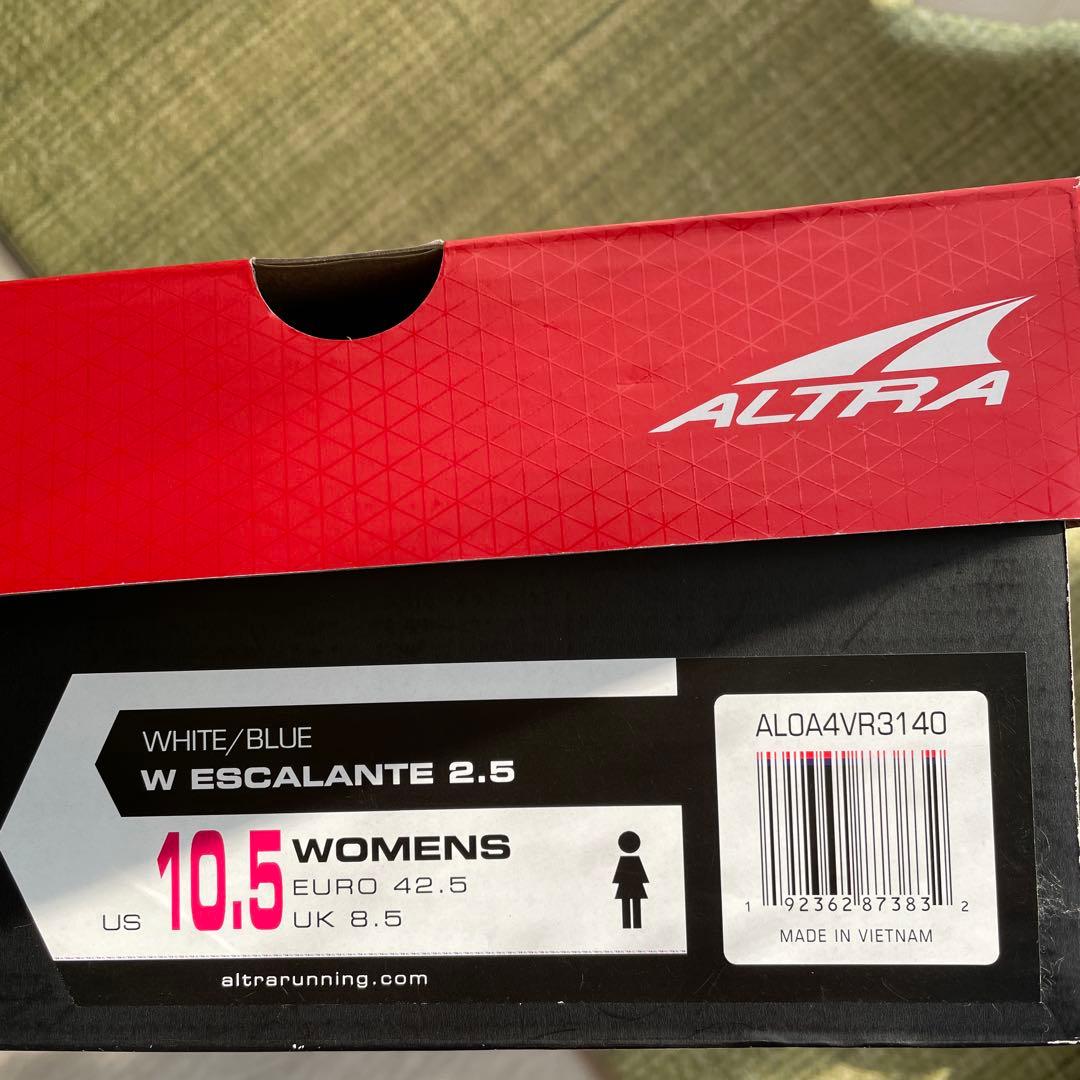 ALTRA
WHITE/BLUE
W ESCALANTE 2.5
US 10.5 WOMENS
EURO 42.5
UK 8.5
altrarunning.com
AL0A4VR3140
1 92362 87383 2
MADE IN VIETNAM